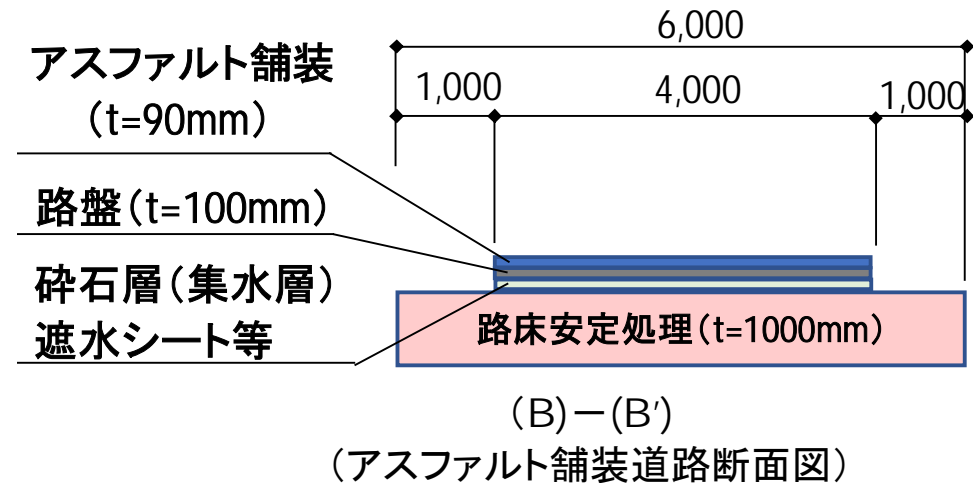 6,000
アスファルト舗装
(t=90mm)
1,000
4,000
1,000
路盤(t=100mm)
砕石層(集水層)
遮水シート等
路床安定処理(t=1000mm)
(B)－(B′)
(アスファルト舗装道路断面図)